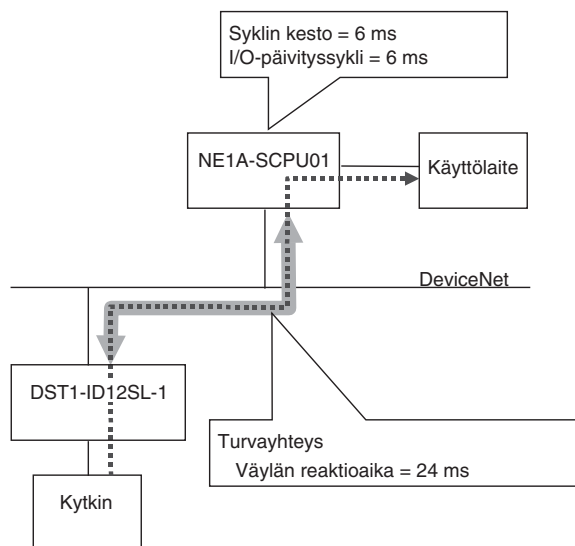 Syklin kesto = 6 ms
I/O-päivityssykli = 6 ms
NE1A-SCPU01
Käyttölaite
DeviceNet
DST1-ID12SL-1
Turvayhteys
Väylän reaktioaika = 24 ms
Kytkin